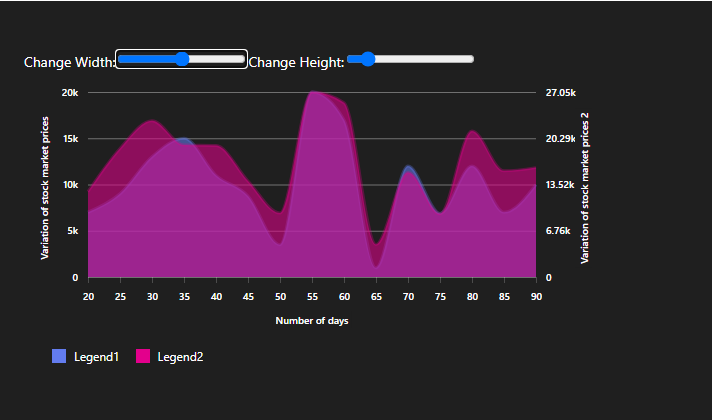 Change Width: Change Height:
20k 27.05k
15k 20.29k
10k 13.52k
5k 6.76k
0 0
Variation of stock market prices
Variation of stock market prices 2
20 25 30 35 40 45 50 55 60 65 70 75 80 85 90
Number of days
Legend1 Legend2